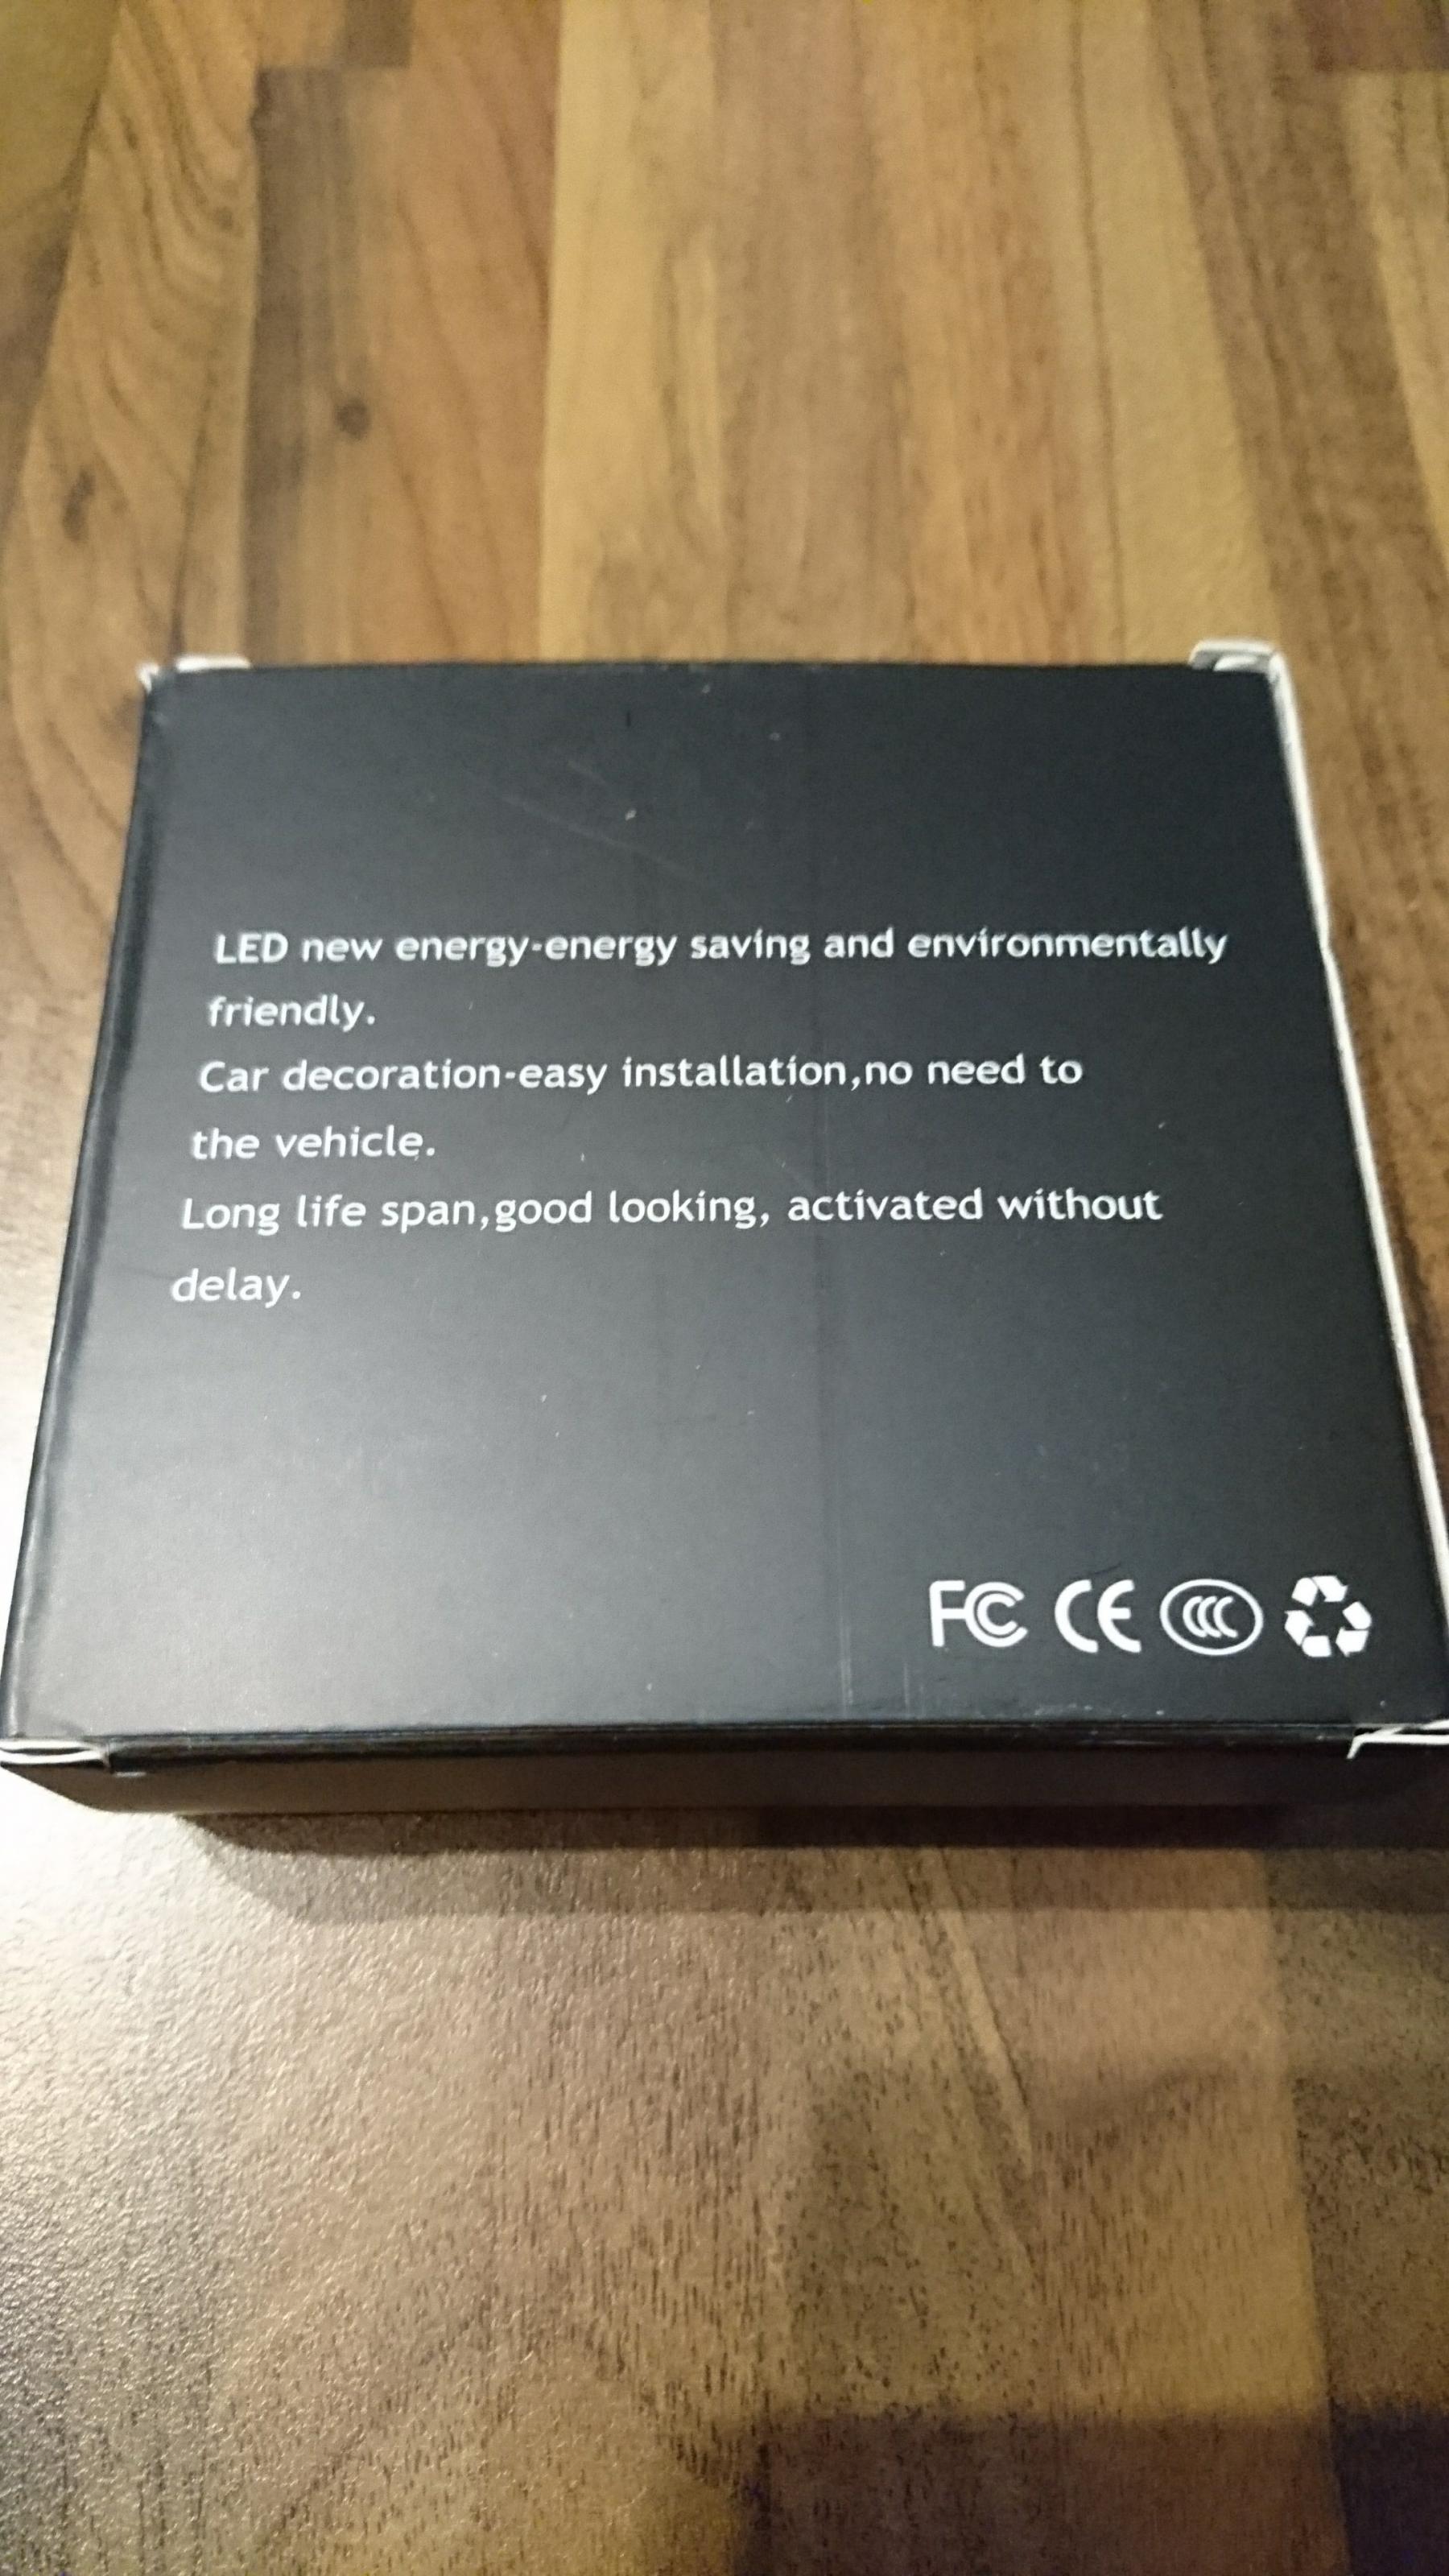 LED new energy-energy saving and environmentally
friendly.
Car decoration-easy installation,no need to
the vehicle.
Long life span,good looking, activated without
delay.
FC CE CCC